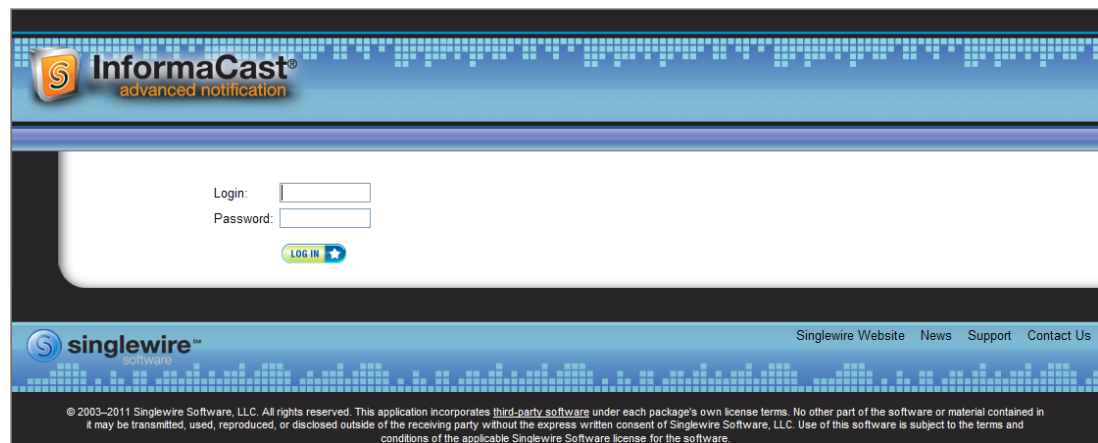 InformaCast®
advanced notification
Login:
Password:
LOG IN
singlewire™
software
Singlewire Website News Support Contact Us
© 2003–2011 Singlewire Software, LLC. All rights reserved. This application incorporates third-party software under each package's own license terms. No other part of the software or material contained in
it may be transmitted, used, reproduced, or disclosed outside of the receiving party without the express written consent of Singlewire Software, LLC. Use of this software is subject to the terms and
conditions of the applicable Singlewire Software license for the software.